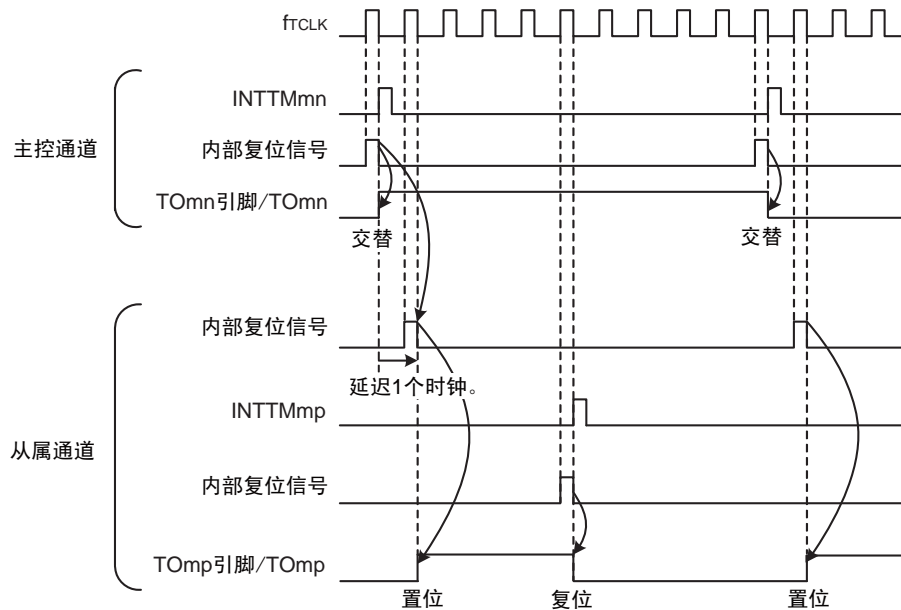 fTCLK
INTTMmn
主控通道
内部复位信号
TOmn引脚/TOmn
交替
交替
内部复位信号
延迟1个时钟。
INTTMmp
从属通道
内部复位信号
TOmp引脚/TOmp
置位
复位
置位